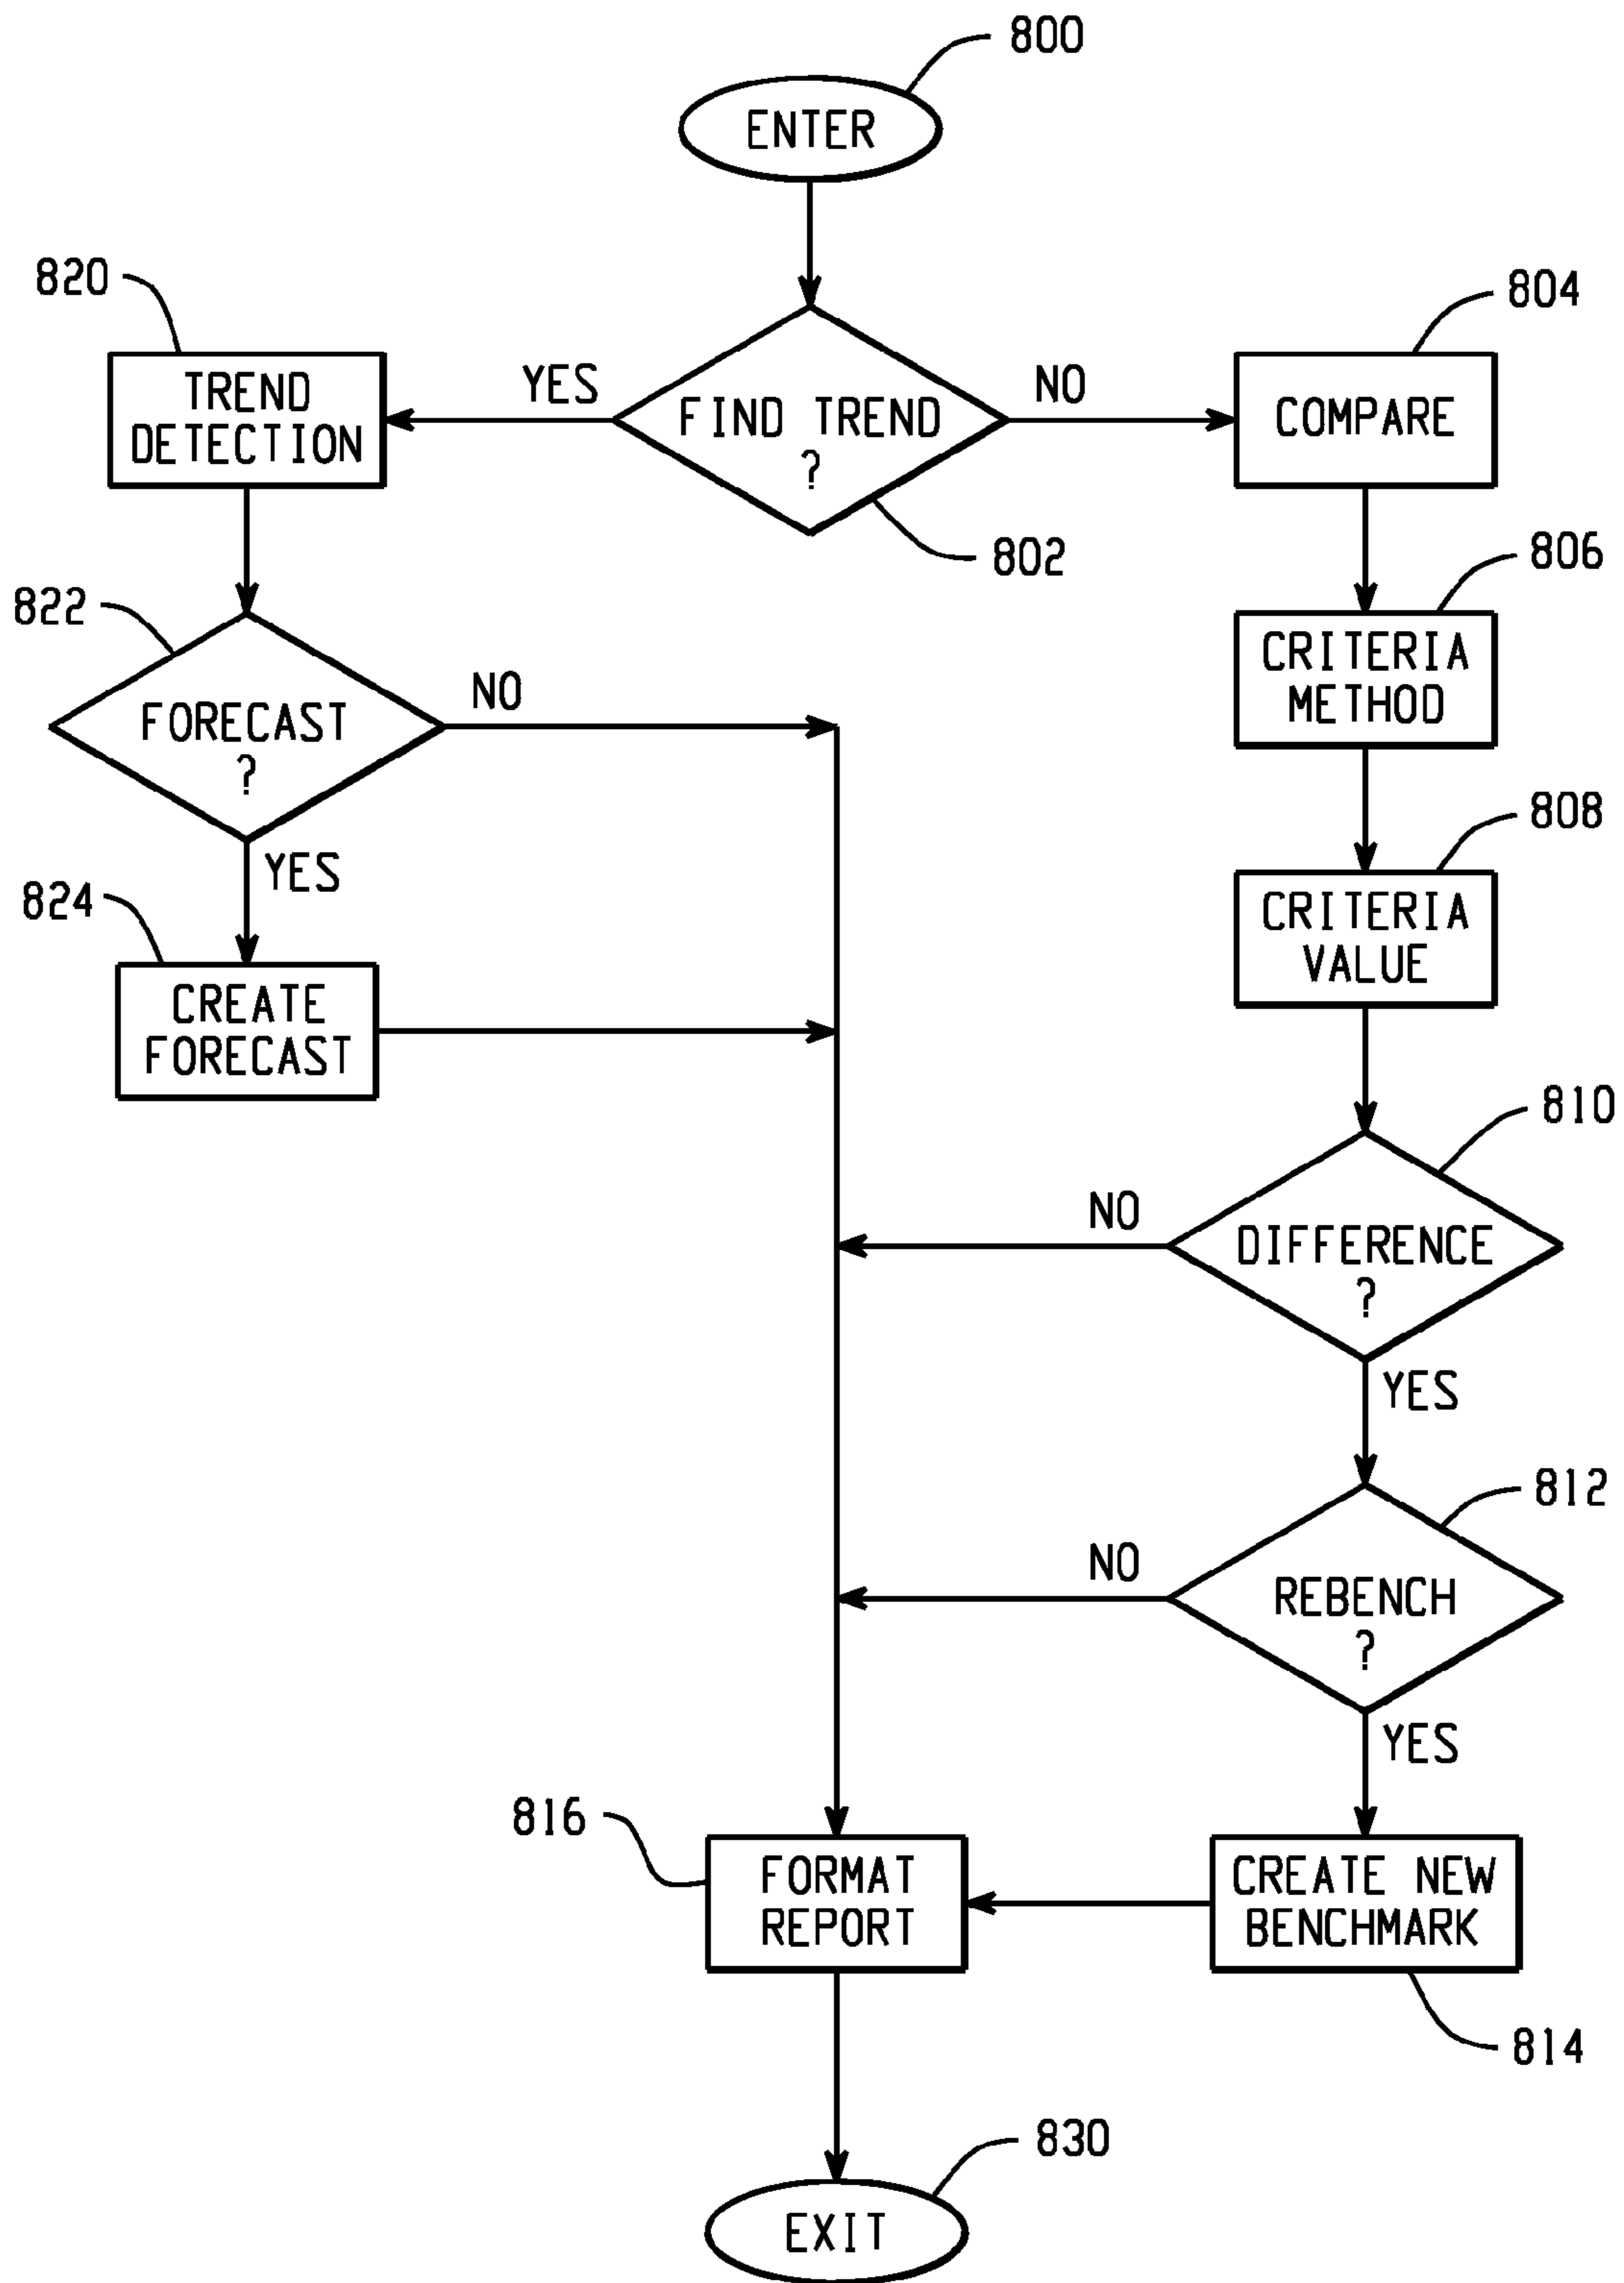 800
ENTER
820
804
TREND
DETECTION
YES
FIND TREND
?
NO
COMPARE
802
806
822
CRITERIA
METHOD
FORECAST
?
NO
808
YES
824
CRITERIA
VALUE
CREATE
FORECAST
810
NO
DIFFERENCE
?
YES
812
NO
REBENCH
?
YES
816
FORMAT
REPORT
CREATE NEW
BENCHMARK
814
830
EXIT